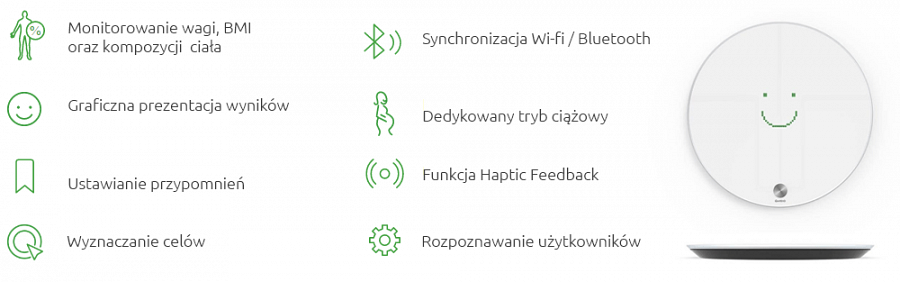 Monitorowanie wagi, BMI
oraz kompozycji ciała
Graficzna prezentacja wyników
Ustawianie przypomnień
Wyznaczanie celów
Synchronizacja Wi-fi / Bluetooth
Dedykowany tryb ciążowy
Funkcja Haptic Feedback
Rozpoznawanie użytkowników
%